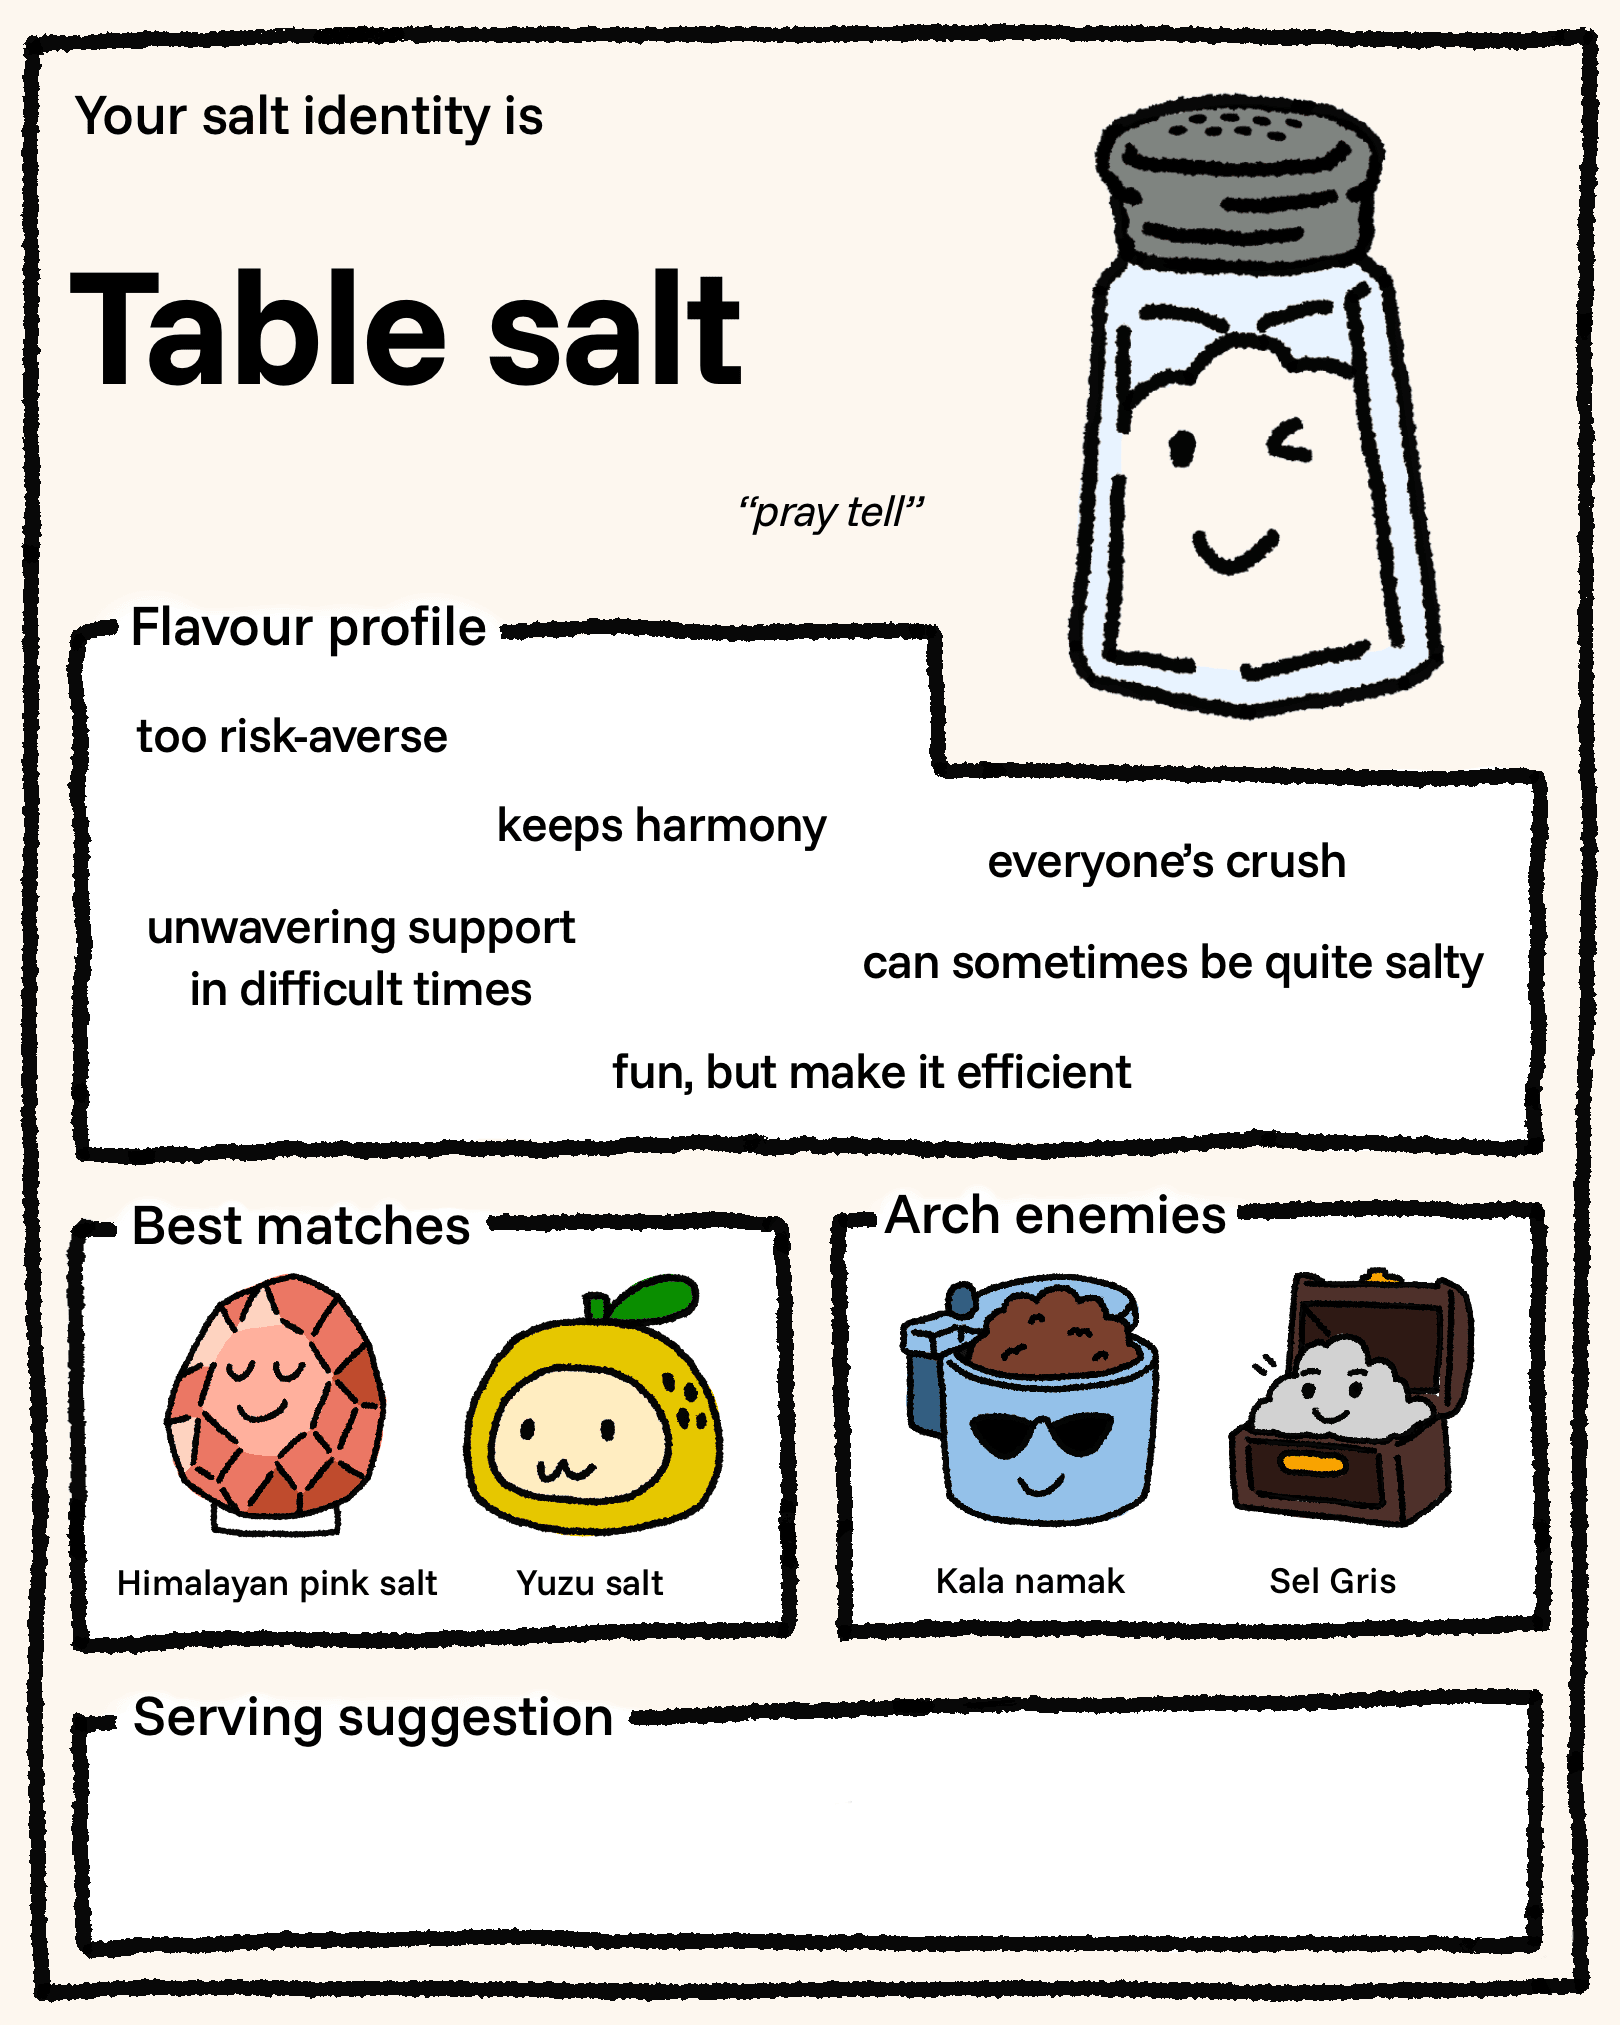 Your salt identity is
Table salt
“pray tell”
Flavour profile
too risk-averse
keeps harmony
everyone’s crush
unwavering support
in difficult times
can sometimes be quite salty
fun, but make it efficient
Best matches
Himalayan pink salt
Yuzu salt
Arch enemies
Kala namak
Sel Gris
Serving suggestion